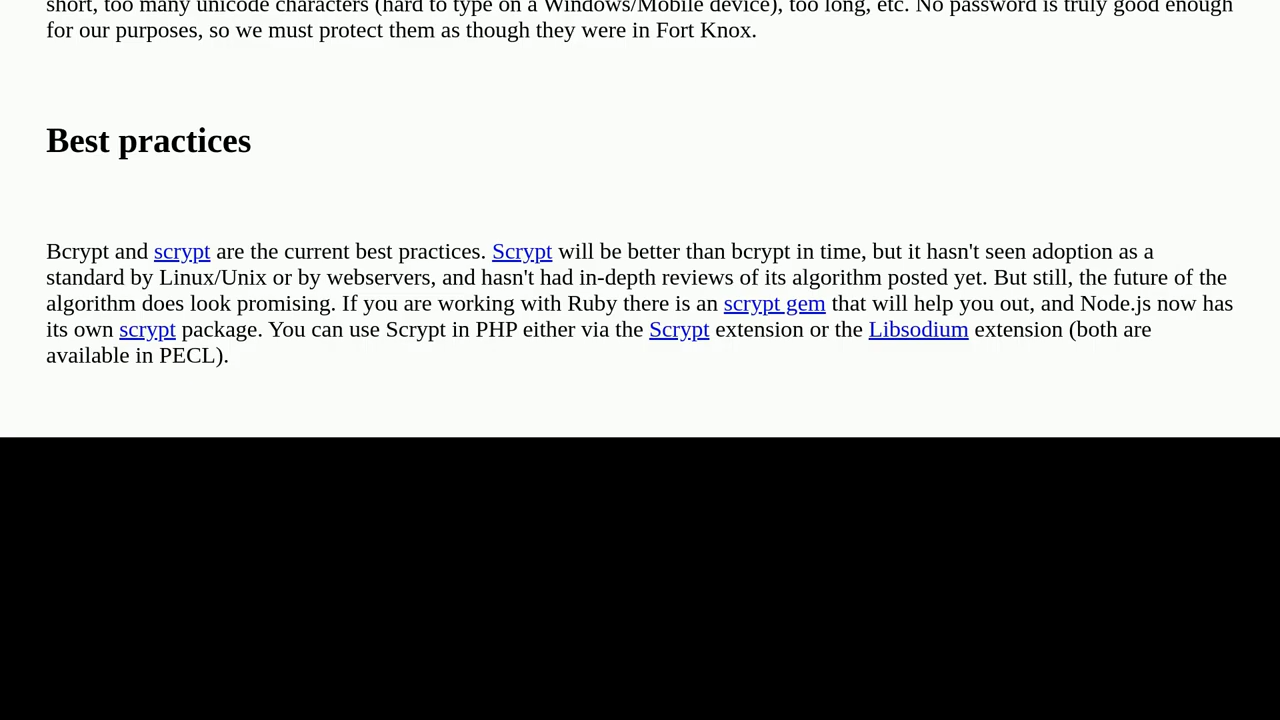 short, too many unicode characters (hard to type on a Windows/Mobile device), too long, etc. No password is truly good enough
for our purposes, so we must protect them as though they were in Fort Knox.
Best practices
Bcrypt and scrypt are the current best practices. Scrypt will be better than bcrypt in time, but it hasn't seen adoption as a
standard by Linux/Unix or by webservers, and hasn't had in-depth reviews of its algorithm posted yet. But still, the future of the
algorithm does look promising. If you are working with Ruby there is an scrypt gem that will help you out, and Node.js now has
its own scrypt package. You can use Scrypt in PHP either via the Scrypt extension or the Libsodium extension (both are
available in PECL).